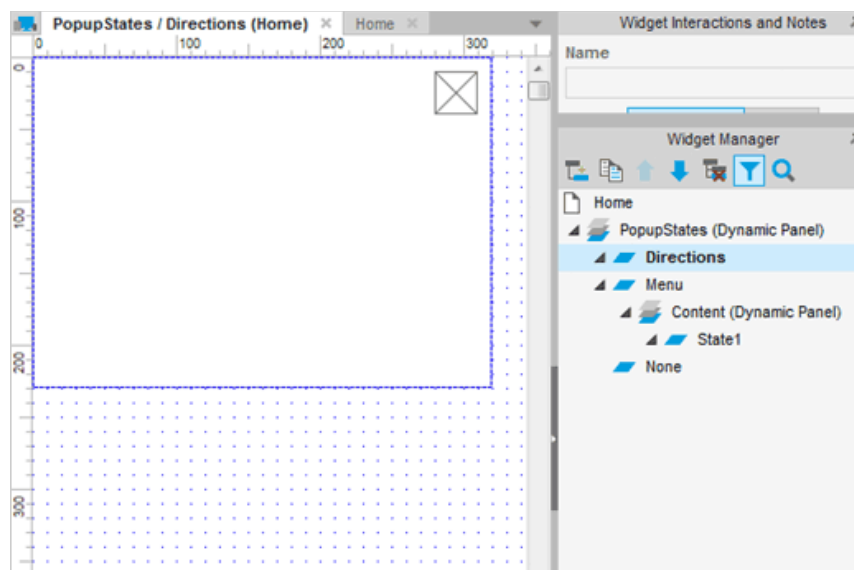 PopupStates / Directions (Home)
Home
Widget Interactions and Notes
0
100
200
300
Name
0
Widget Manager
Home
100
PopupStates (Dynamic Panel)
Directions
Menu
Content (Dynamic Panel)
State1
200
None
300